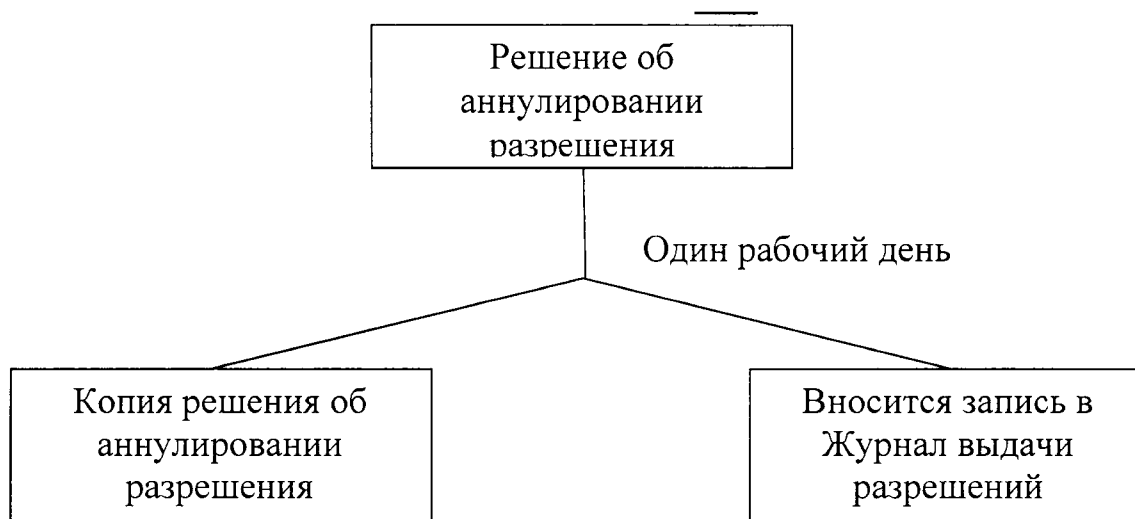 Решение об
аннулировании
разрешения
Один рабочий день
Копия решения об
аннулировании
разрешения
Вносится запись в
Журнал выдачи
разрешений